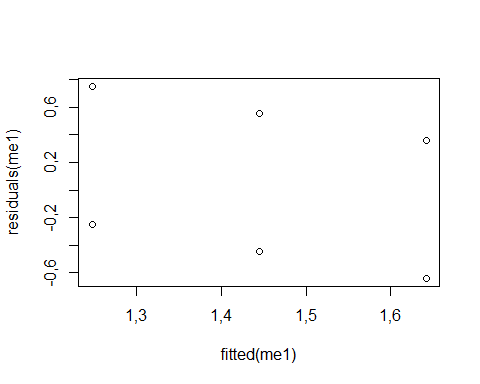 residuals(me1)
0,6
0,2
-0,2
-0,6
1,3 1,4 1,5 1,6
fitted(me1)